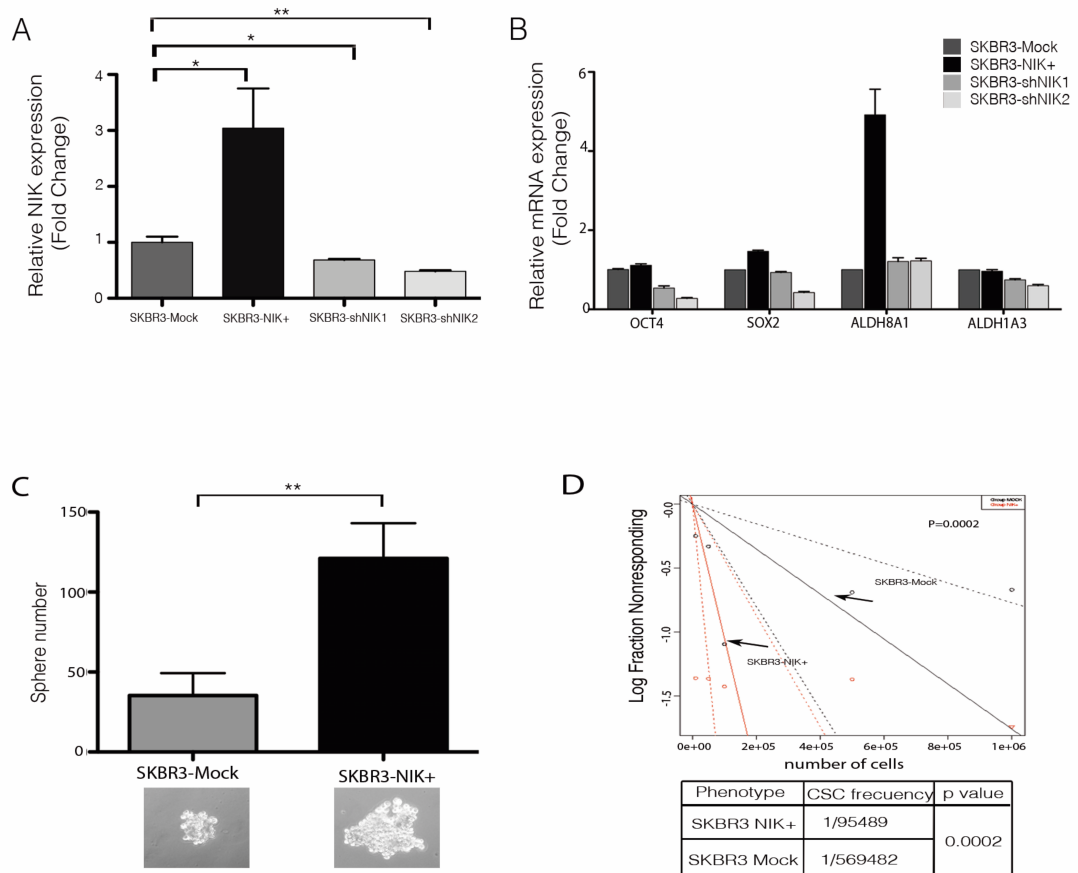 A
**
*
*
Relative NIK expression
(Fold Change)
4
3
2
1
0
SKBR3-Mock
SKBR3-NIK+
SKBR3-shNIK1
SKBR3-shNIK2
B
SKBR3-Mock
SKBR3-NIK+
SKBR3-shNIK1
SKBR3-shNIK2
Relative mRNA expression
(Fold Change)
6
4
2
0
OCT4
SOX2
ALDH8A1
ALDH1A3
C
**
Sphere number
150
100
50
0
SKBR3-Mock
SKBR3-NIK+
D
Group-MOCK
Group-NIK+
P=0.0002
SKBR3-Mock
SKBR3-NIK+
Log Fraction Nonresponding
-0.0
-0.5
-1.0
-1.5
0e+00
2e+05
4e+05
6e+05
8e+05
1e+06
number of cells
Phenotype CSC frecuency p value
SKBR3 NIK+ 1/95489
0.0002
SKBR3 Mock 1/569482